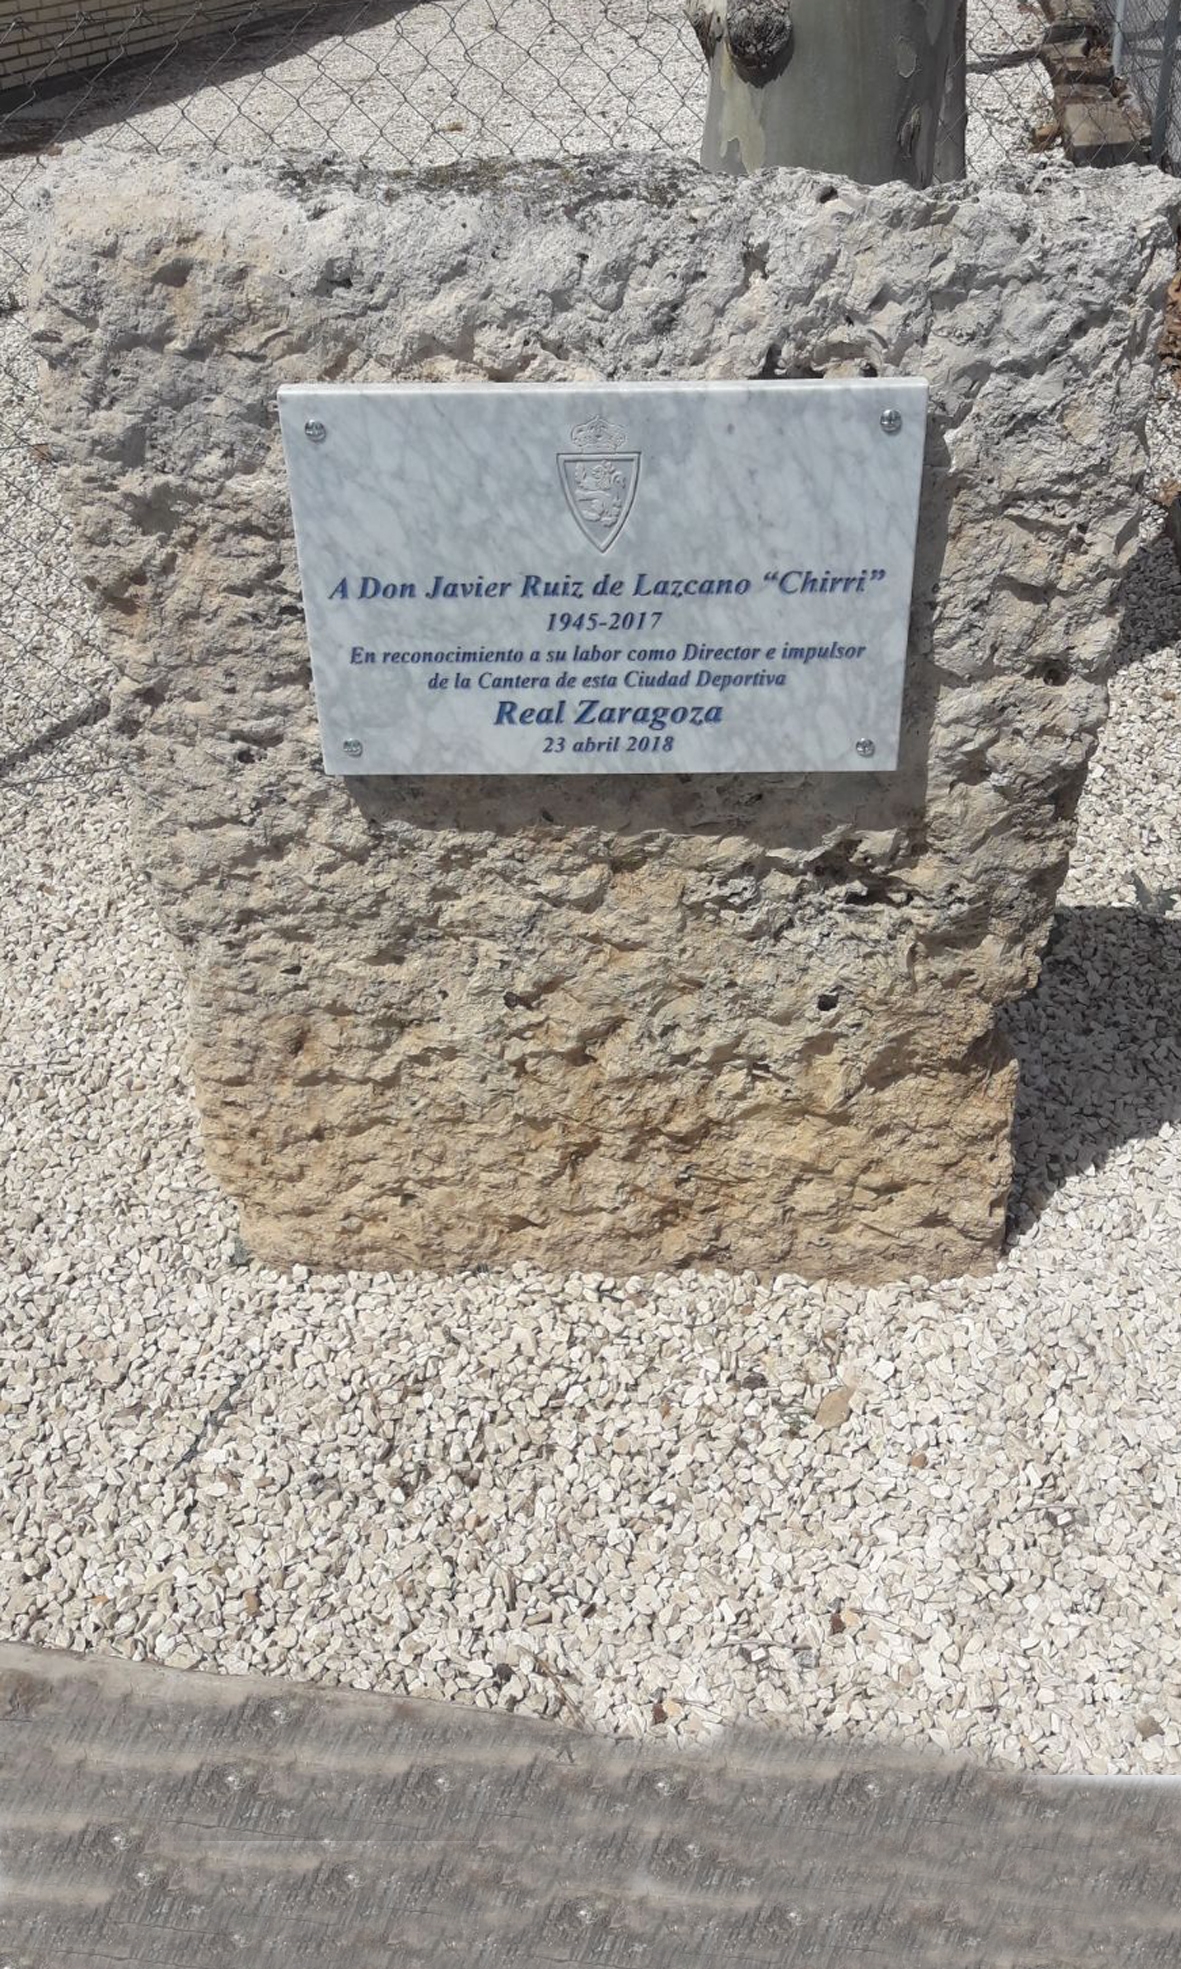 A Don Javier Ruiz de Lazcano “Chirri”
1945-2017
En reconocimiento a su labor como Director e impulsor
de la Cantera de esta Ciudad Deportiva
Real Zaragoza
23 abril 2018